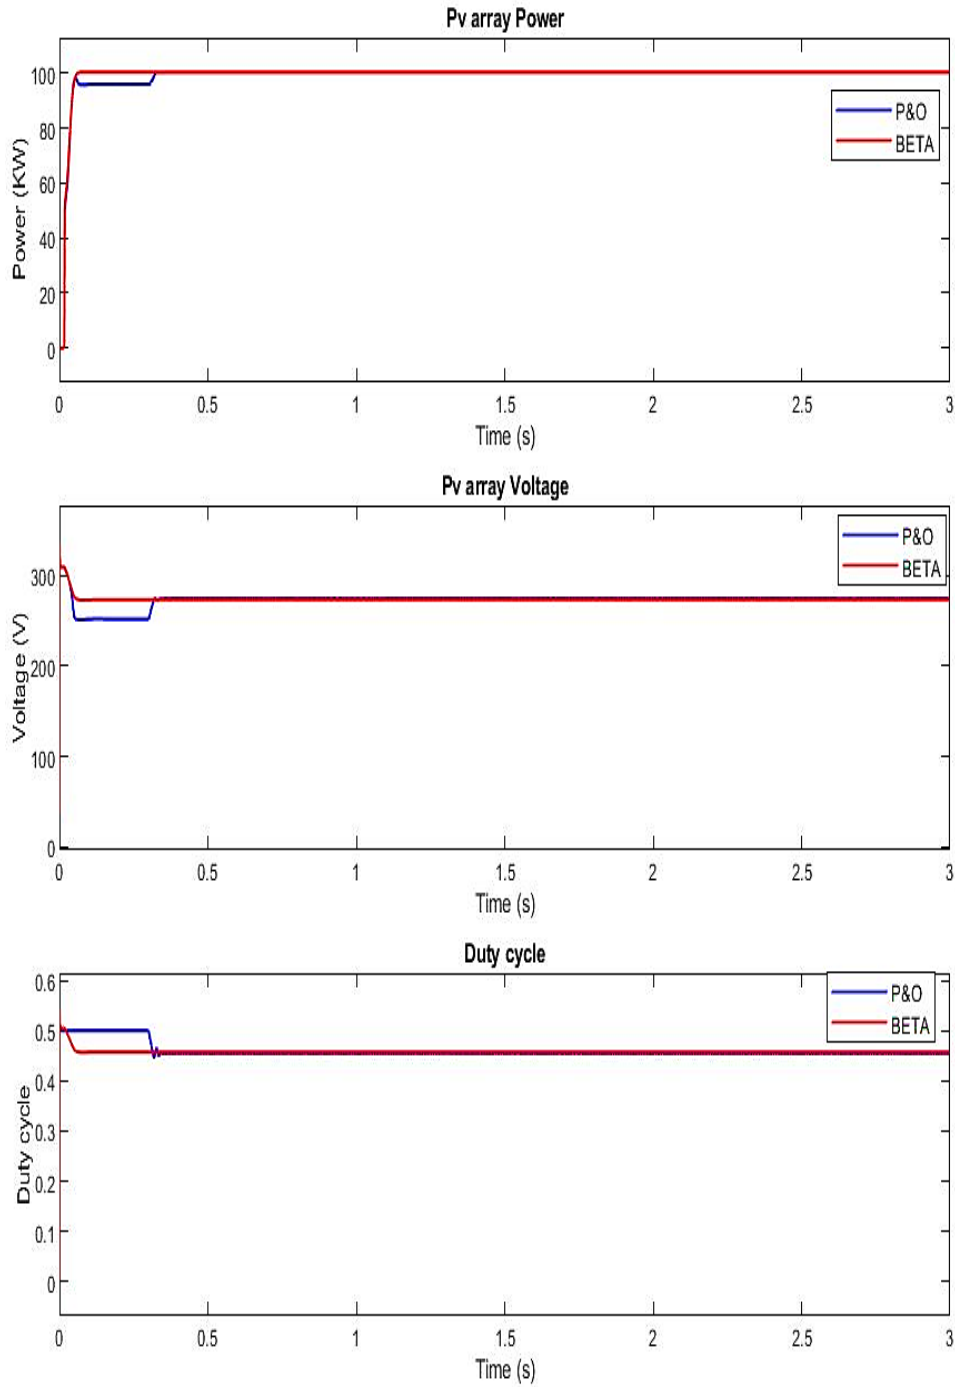 Pv array Power
Power (KW)
100
80
60
40
20
0
P&O
BETA
0 0.5 1 1.5 2 2.5 3
Time (s)
Pv array Voltage
Voltage (V)
300
200
100
0
P&O
BETA
0 0.5 1 1.5 2 2.5 3
Time (s)
Duty cycle
Duty cycle
0.6
0.5
0.4
0.3
0.2
0.1
0
P&O
BETA
0 0.5 1 1.5 2 2.5 3
Time (s)